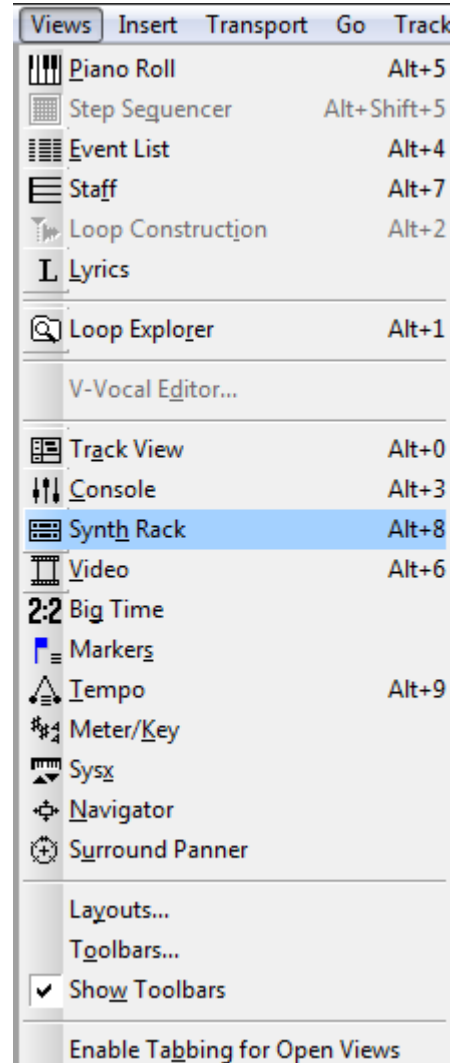 Views Insert Transport Go Track
Piano Roll Alt+5
Step Sequencer Alt+Shift+5
Event List Alt+4
Staff Alt+7
Loop Construction Alt+2
L Lyrics
Loop Explorer Alt+1
V-Vocal Editor...
Track View Alt+0
Console Alt+3
Synth Rack Alt+8
Video Alt+6
2:2 Big Time
Markers
Tempo Alt+9
Meter/Key
Sysx
Navigator
Surround Panner
Layouts...
Toolbars...
Show Toolbars
Enable Tabbing for Open Views